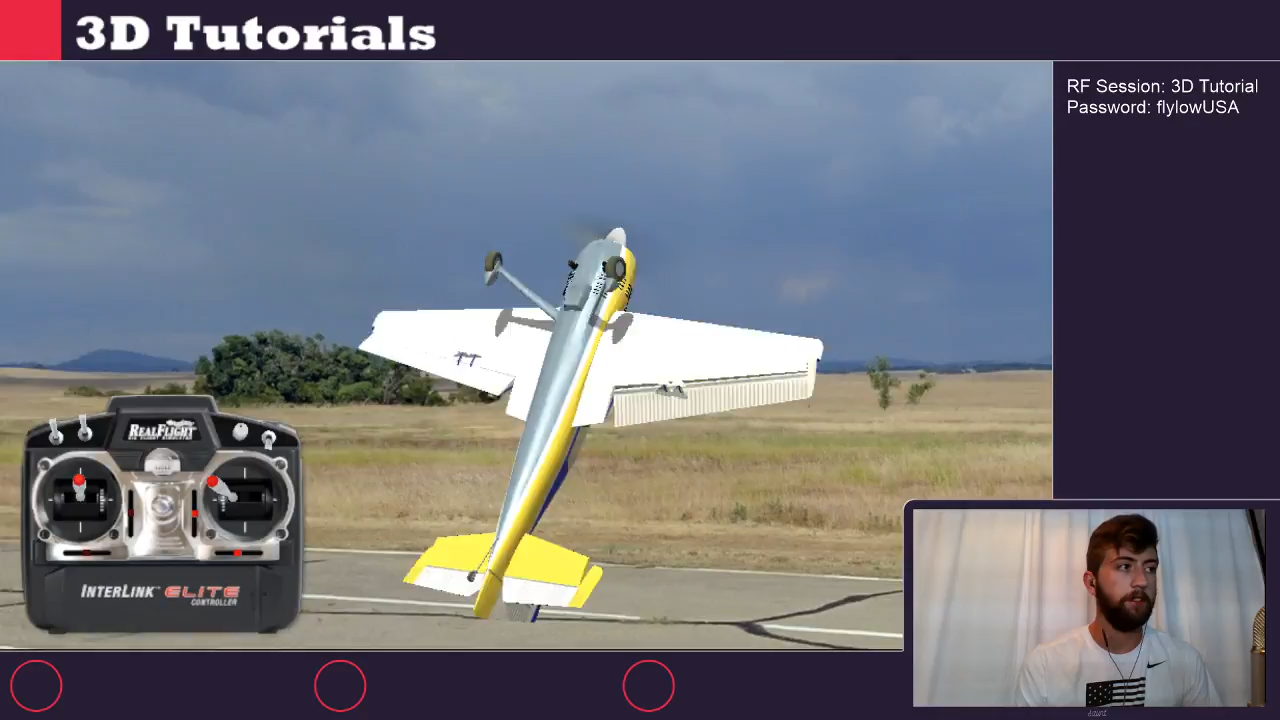 3D Tutorials
RF Session: 3D Tutorial
Password: flylowUSA
REALFLIGHT
INTERLINK ELITE
CONTROLLER